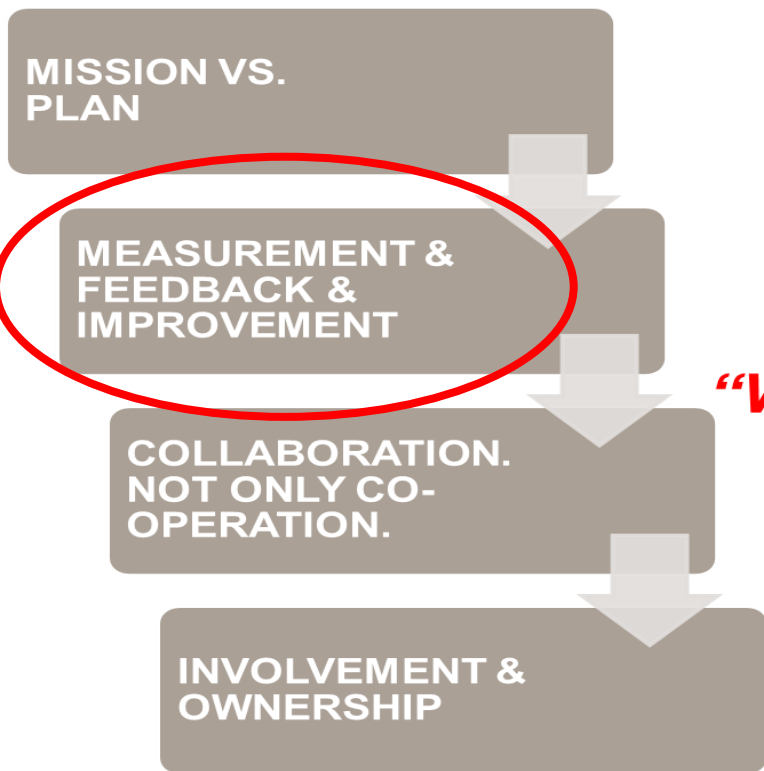 MISSION VS.
PLAN
MEASUREMENT &
FEEDBACK &
IMPROVEMENT
COLLABORATION.
NOT ONLY CO-
OPERATION.
INVOLVEMENT &
OWNERSHIP